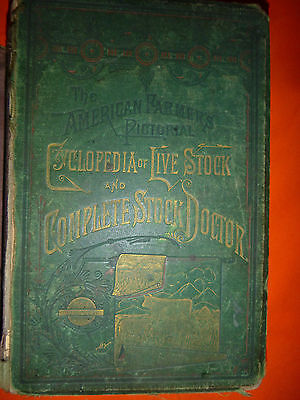 The
AMERICAN FARMER'S
PICTORIAL
CYCLOPEDIA OF LIVE STOCK
AND
COMPLETE STOCK DOCTOR